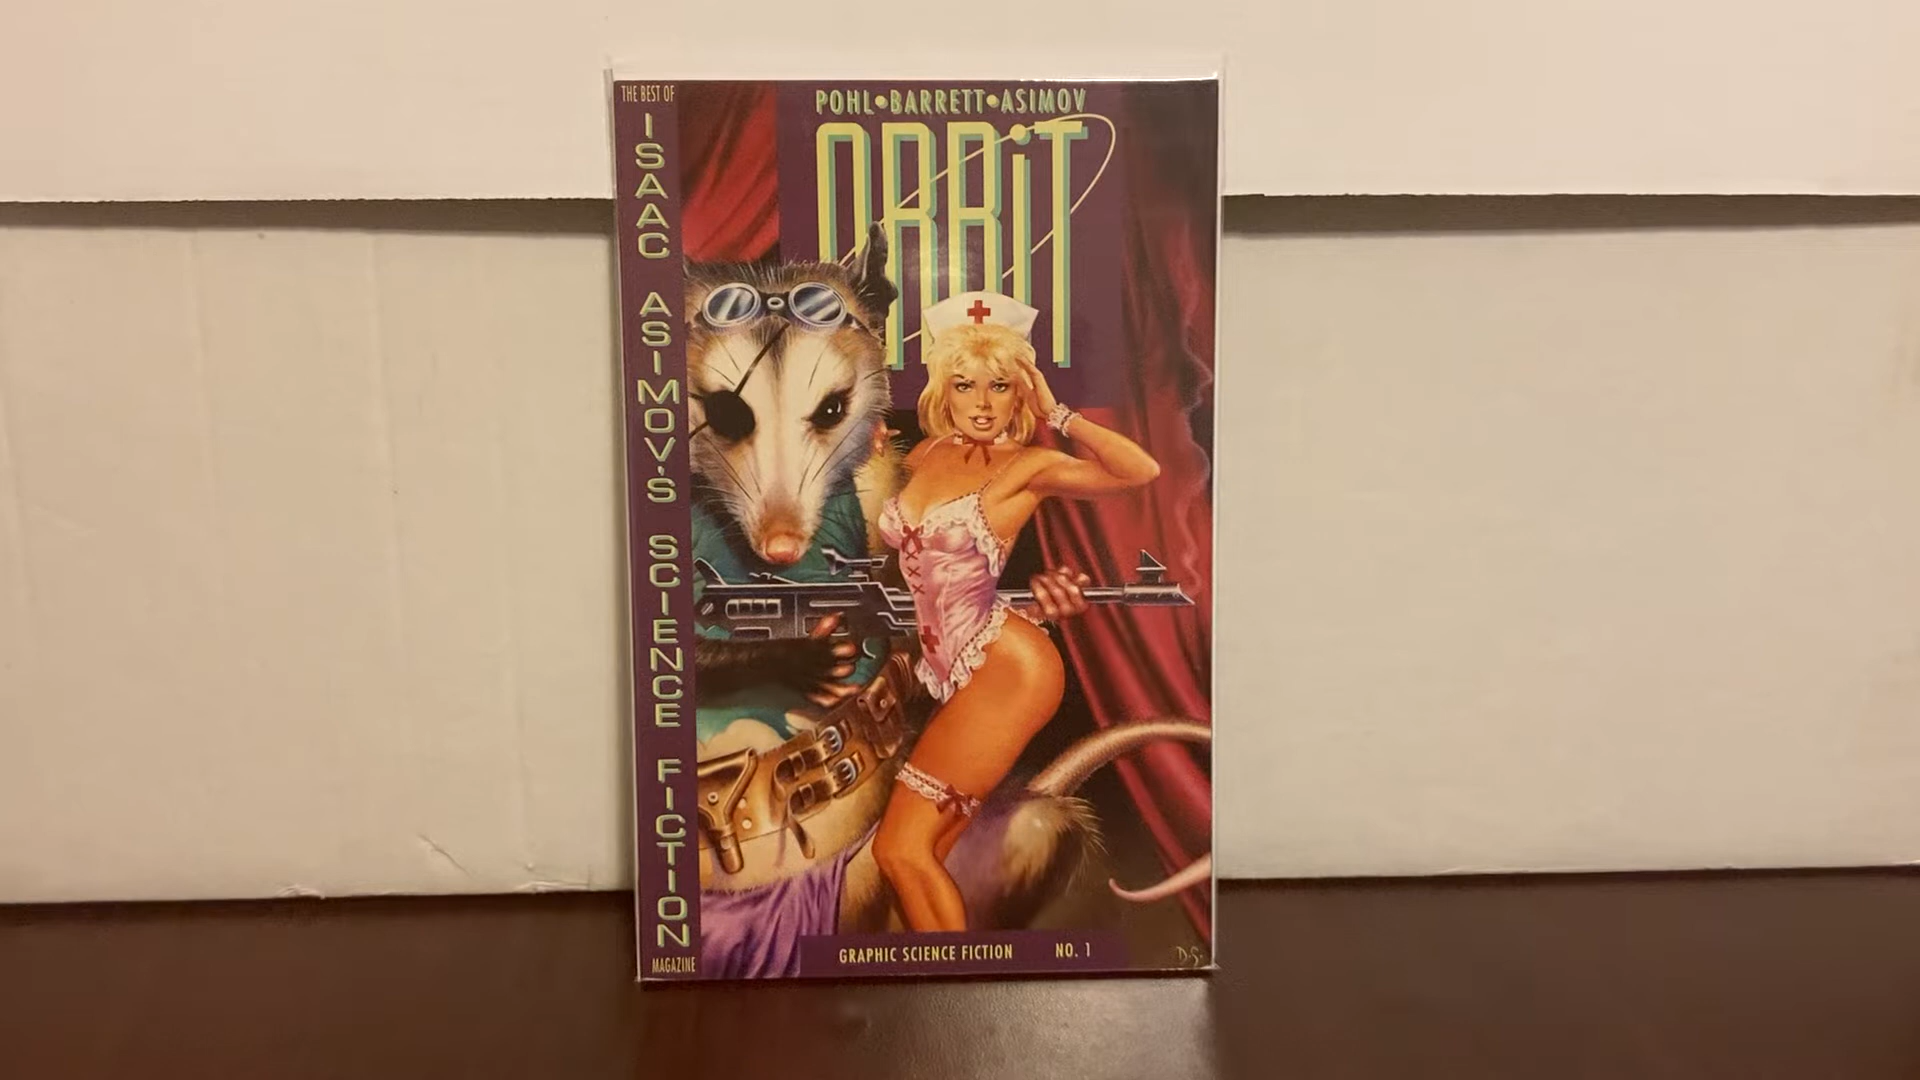 THE BEST OF
ISAAC ASIMOV'S SCIENCE FICTION
MAGAZINE
POHL•BARRETT•ASIMOV
ORBiT
GRAPHIC SCIENCE FICTION NO. 1
D.S.